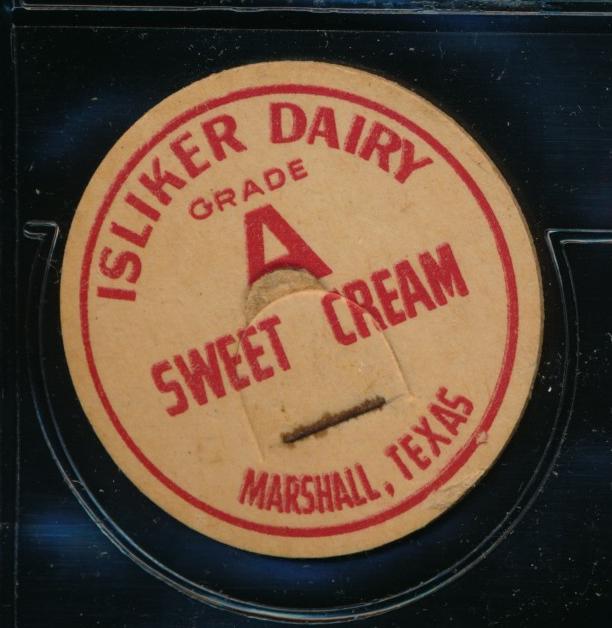 ISLIKER DAIRY
GRADE
A
SWEET CREAM
MARSHALL, TEXAS